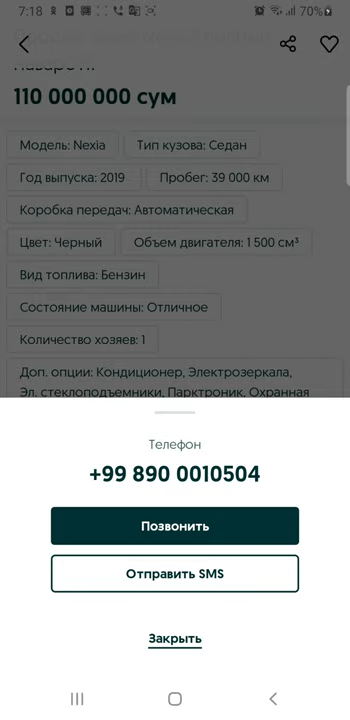 7:18
70%
110 000 000 сум
Модель: Nexia
Тип кузова: Седан
Год выпуска: 2019
Пробег: 39 000 км
Коробка передач: Автоматическая
Цвет: Черный
Объем двигателя: 1 500 см³
Вид топлива: Бензин
Состояние машины: Отличное
Количество хозяев: 1
Доп. опции: Кондиционер, Электрозеркала,
Эл. стеклоподъемники, Парктроник, Охранная
Телефон
+99 890 0010504
Позвонить
Отправить SMS
Закрыть